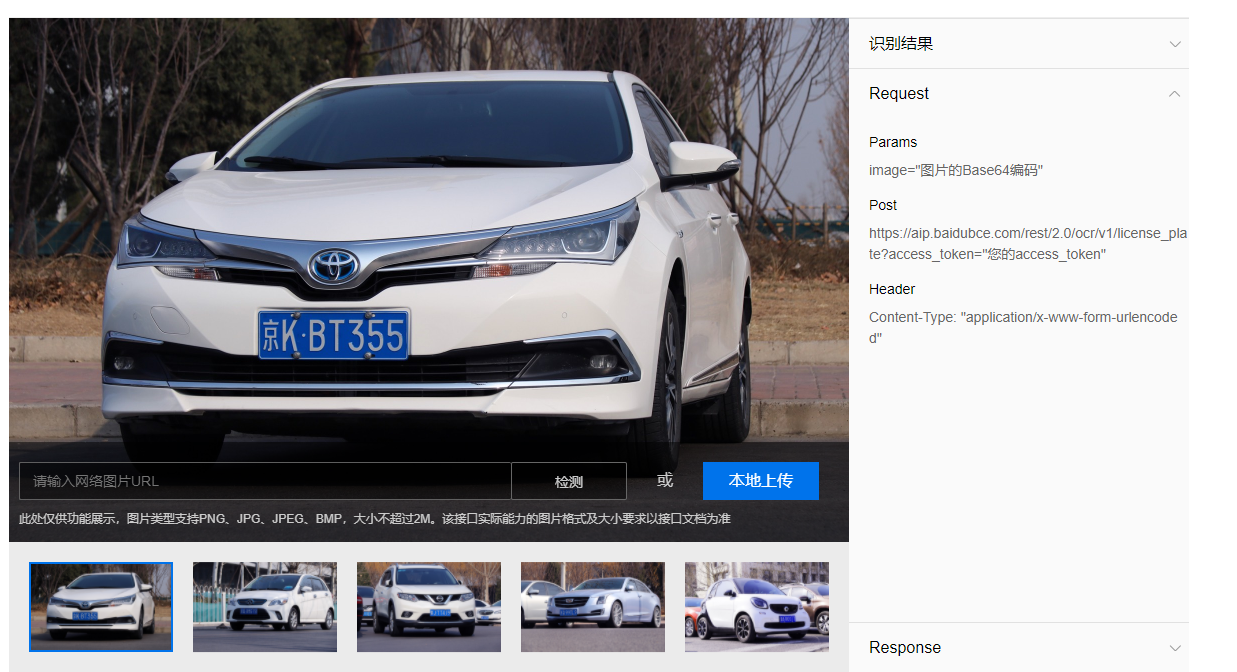 识别结果
Request
Params
image="图片的Base64编码"
Post
https://aip.baidubce.com/rest/2.0/ocr/v1/license_pla
te?access_token="您的access_token"
Header
Content-Type: "application/x-www-form-urlencode
d"
京K·BT355
请输入网络图片URL
检测
或
本地上传
此处仅供功能展示，图片类型支持PNG、JPG、JPEG、BMP，大小不超过2M。该接口实际能力的图片格式及大小要求以接口文档为准
京K·BT355
Response